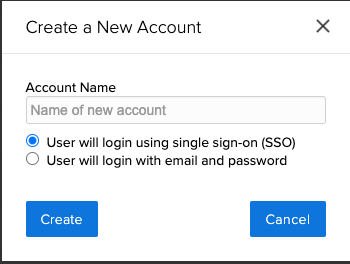 Create a New Account
Account Name
Name of new account
User will login using single sign-on (SSO)
User will login with email and password
Create
Cancel